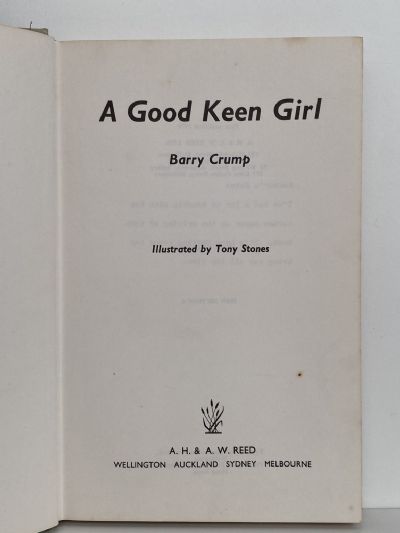 A Good Keen Girl
Barry Crump
Illustrated by Tony Stones
A. H. & A. W. REED
WELLINGTON AUCKLAND SYDNEY MELBOURNE